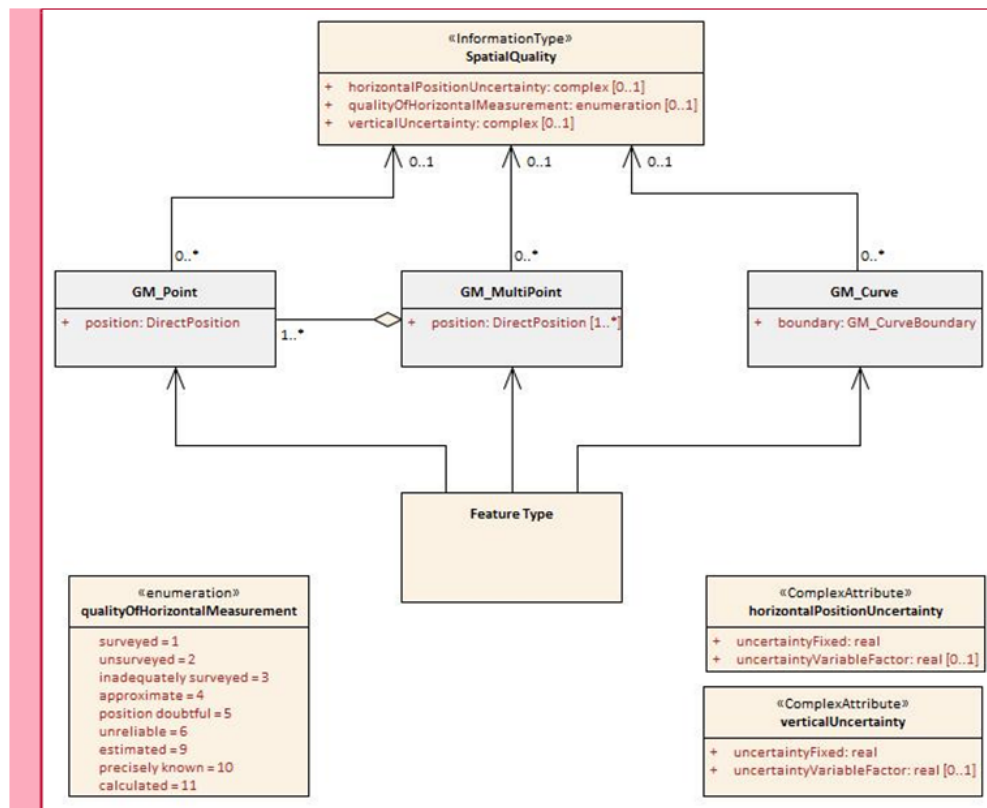 «InformationType»
SpatialQuality
+ horizontalPositionUncertainty: complex [0..1]
+ qualityOfHorizontalMeasurement: enumeration [0..1]
+ verticalUncertainty: complex [0..1]
0..1
0..1
0..1
0..*
0..*
0..*
GM_Point
+ position: DirectPosition
1..*
GM_MultiPoint
+ position: DirectPosition [1..*]
GM_Curve
+ boundary: GM_CurveBoundary
Feature Type
«enumeration»
qualityOfHorizontalMeasurement
surveyed = 1
unsurveyed = 2
inadequately surveyed = 3
approximate = 4
position doubtful = 5
unreliable = 6
estimated = 9
precisely known = 10
calculated = 11
«ComplexAttribute»
horizontalPositionUncertainty
+ uncertaintyFixed: real
+ uncertaintyVariableFactor: real [0..1]
«ComplexAttribute»
verticalUncertainty
+ uncertaintyFixed: real
+ uncertaintyVariableFactor: real [0..1]